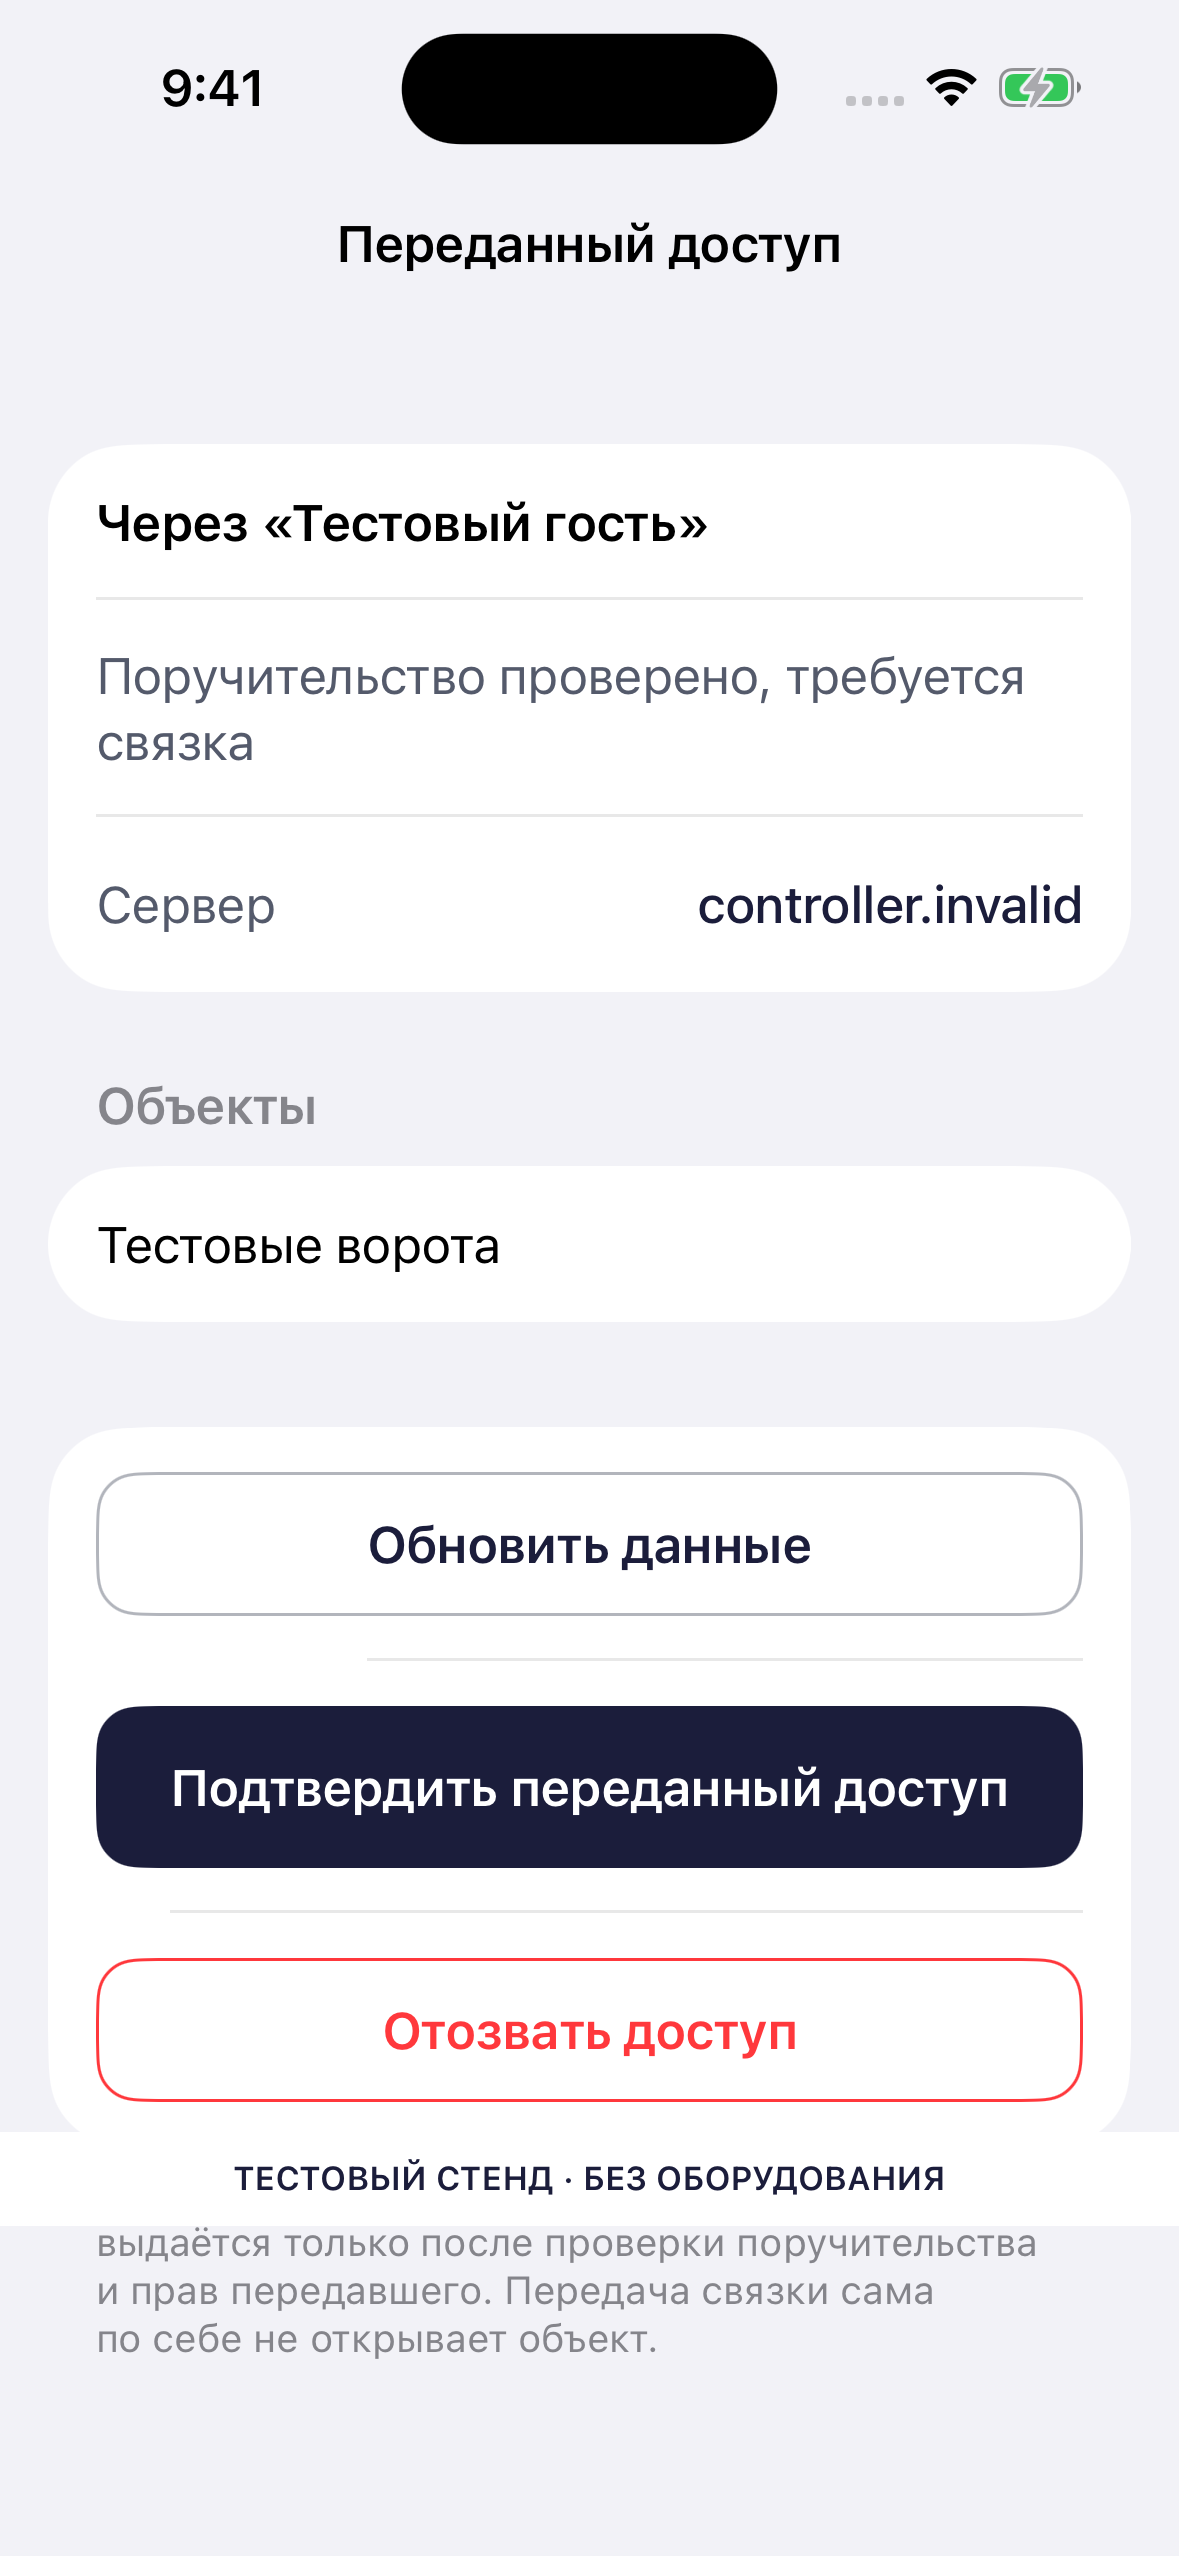 9:41
Переданный доступ
Через «Тестовый гость»
Поручительство проверено, требуется
связка
Сервер controller.invalid
Объекты
Тестовые ворота
Обновить данные
Подтвердить переданный доступ
Отозвать доступ
ТЕСТОВЫЙ СТЕНД · БЕЗ ОБОРУДОВАНИЯ
выдаётся только после проверки поручительства
и прав передавшего. Передача связки сама
по себе не открывает объект.